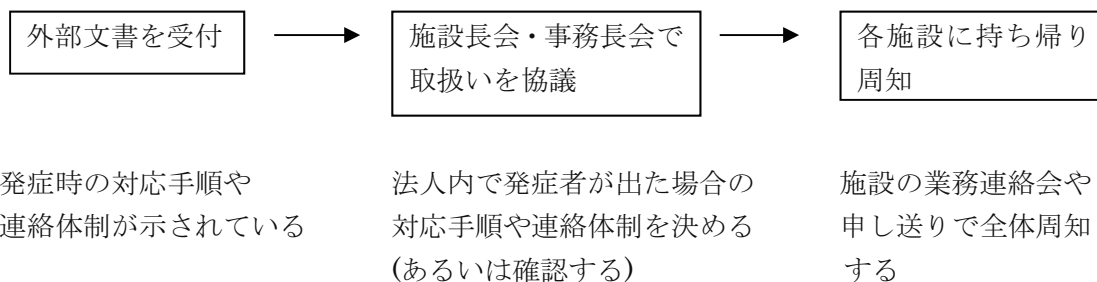 外部文書を受付
施設長会・事務長会で
取扱いを協議
各施設に持ち帰り
周知
発症時の対応手順や
連絡体制が示されている
法人内で発症者が出た場合の
対応手順や連絡体制を決める
(あるいは確認する)
施設の業務連絡会や
申し送りで全体周知
する